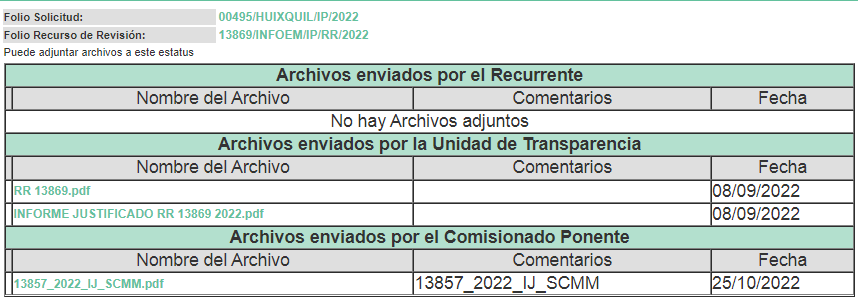 Folio Solicitud: 00495/HUIXQUIL/IP/2022
Folio Recurso de Revisión: 13869/INFOEM/IP/RR/2022
Puede adjuntar archivos a este estatus
Archivos enviados por el Recurrente
Nombre del Archivo Comentarios Fecha
No hay Archivos adjuntos
Archivos enviados por la Unidad de Transparencia
Nombre del Archivo Comentarios Fecha
RR 13869.pdf 08/09/2022
INFORME JUSTIFICADO RR 13869 2022.pdf 08/09/2022
Archivos enviados por el Comisionado Ponente
Nombre del Archivo Comentarios Fecha
13857_2022_IJ_SCMM.pdf 13857_2022_IJ_SCMM 25/10/2022